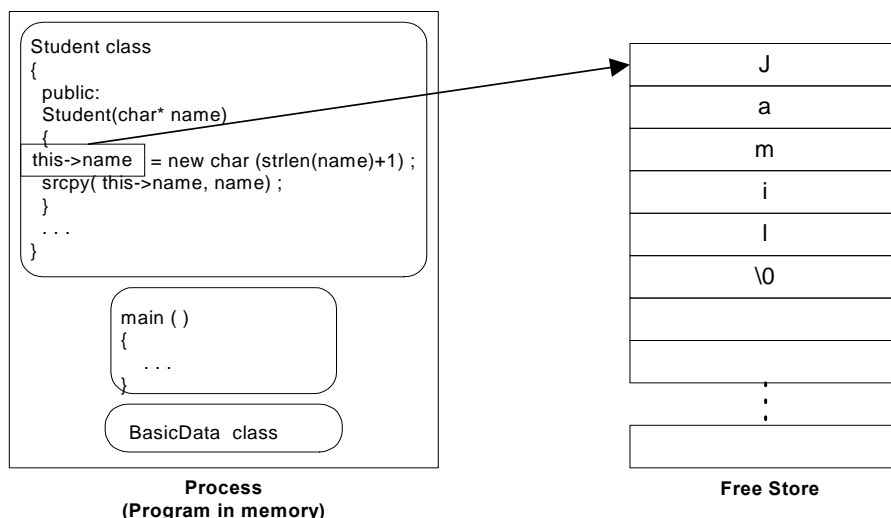 Student class
{
public:
Student(char* name)
{
this->name = new char (strlen(name)+1) ;
srcpy( this->name, name) ;
}
. . .
}
main ( )
{
. . .
}
BasicData class
Process
(Program in memory)
J
a
m
i
l
\0
Free Store